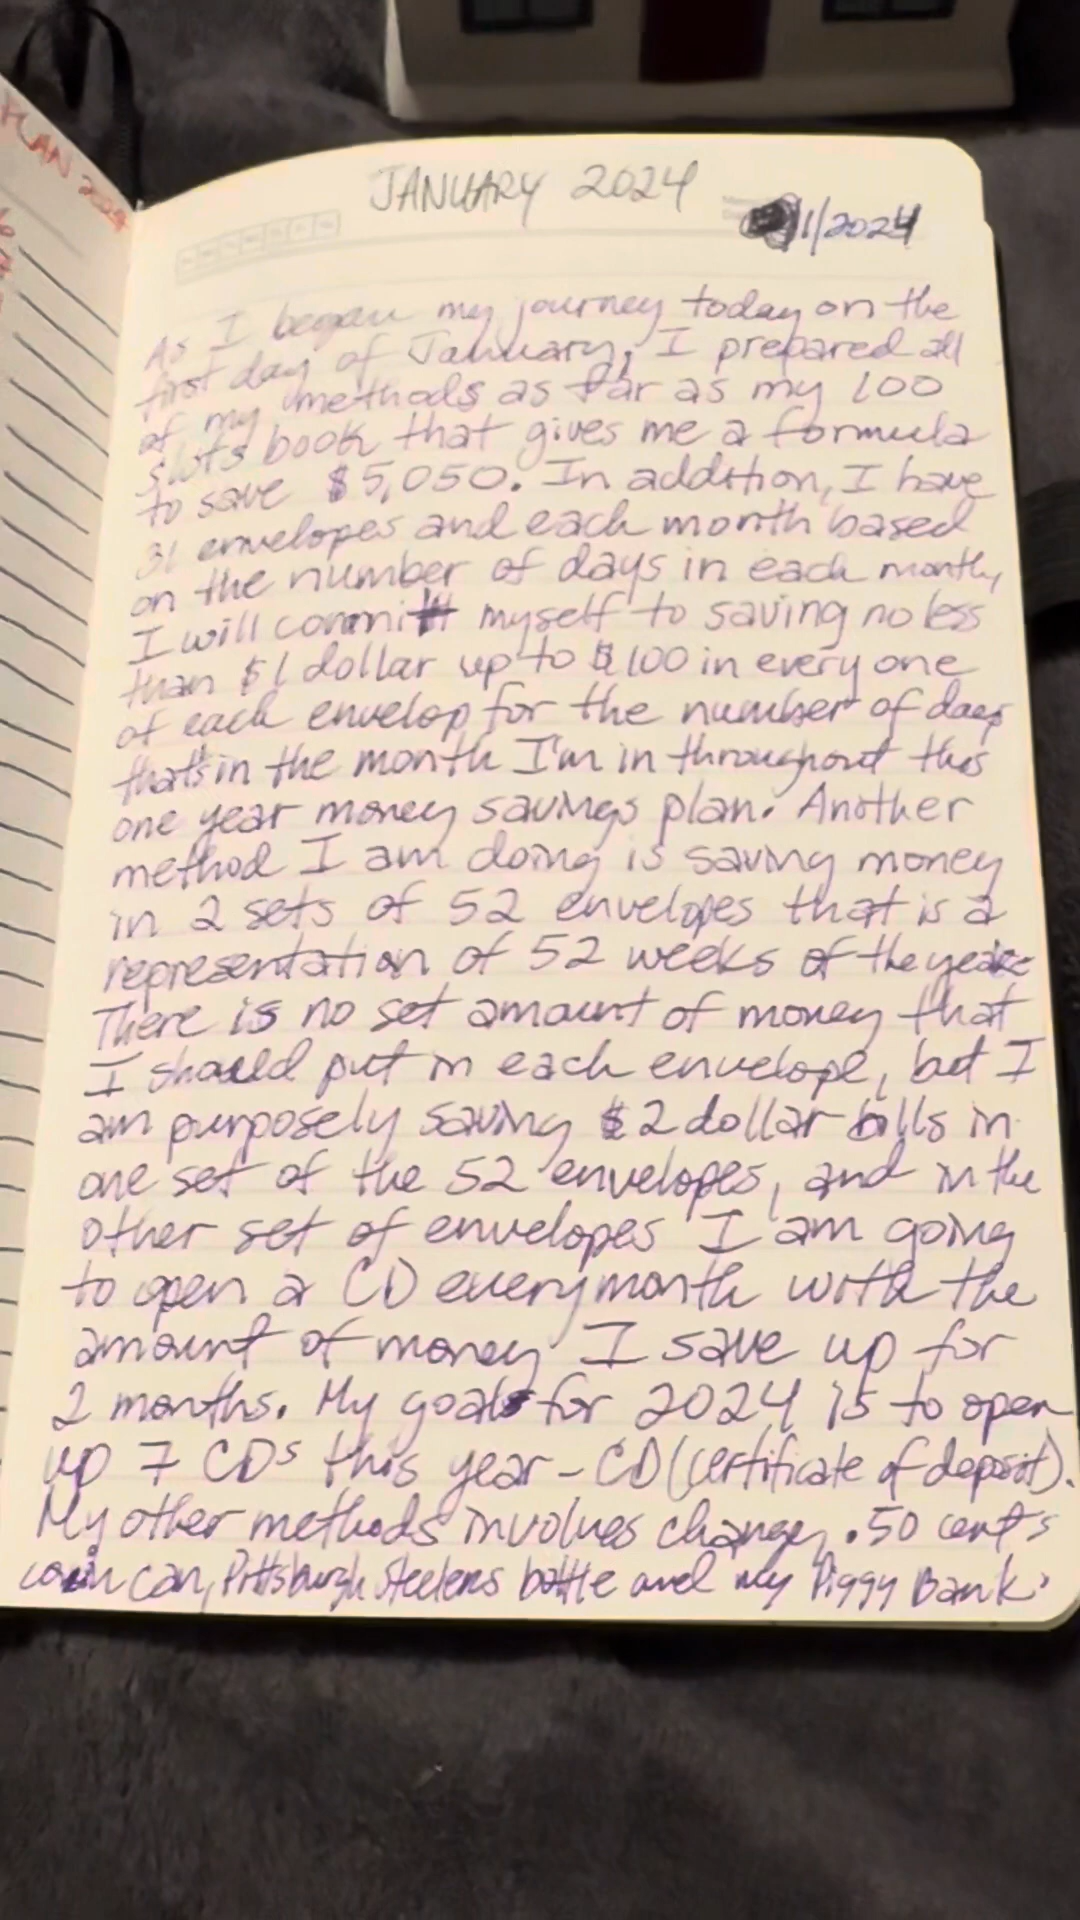 PLAN 2024
JANUARY 2024
1/2024
As I began my journey today on the
first day of January, I prepared all
of my methods as far as my 100
slots book that gives me a formula
to save $5,050. In addition, I have
31 envelopes and each month based
on the number of days in each month,
I will commit myself to saving no less
than $1 dollar up to $100 in every one
of each envelop for the number of days
that's in the month I'm in throughout this
one year money savings plan. Another
method I am doing is saving money
in 2 sets of 52 envelopes that is a
representation of 52 weeks of the year.
There is no set amount of money that
I should put in each envelope, but I
am purposely saving $2 dollar bills in
one set of the 52 envelopes, and in the
other set of envelopes I am going
to open a CD every month with the
amount of money I save up for
2 months. My goal for 2024 is to open
up 7 CDs this year - CD (certificate of deposit).
My other methods involves change, .50 cents
coin can, Pittsburgh Steelers bottle and my Piggy Bank.